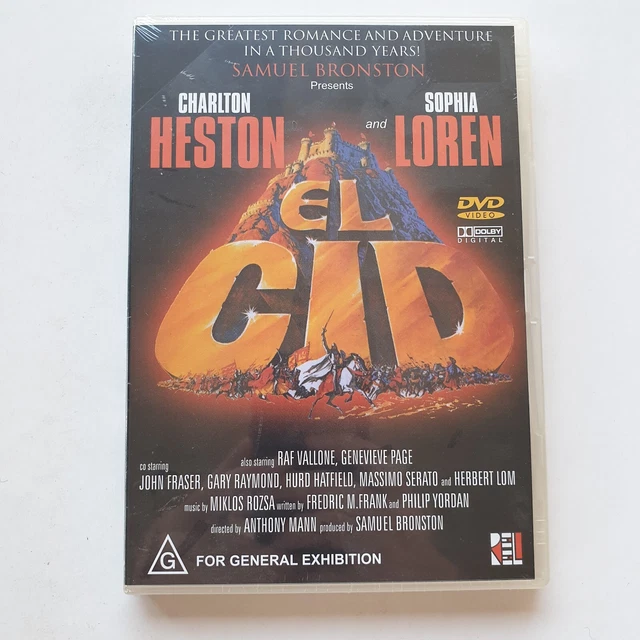 THE GREATEST ROMANCE AND ADVENTURE
IN A THOUSAND YEARS!
SAMUEL BRONSTON
Presents
CHARLTON
HESTON
and
SOPHIA
LOREN
EL
CID
DVD
VIDEO
DOLBY
DIGITAL
also starring RAF VALLONE, GENEVIEVE PAGE
co starring
JOHN FRASER, GARY RAYMOND, HURD HATFIELD, MASSIMO SERATO and HERBERT LOM
music by MIKLOS ROZSA written by FREDRIC M.FRANK and PHILIP YORDAN
directed by ANTHONY MANN produced by SAMUEL BRONSTON
G FOR GENERAL EXHIBITION
REEL